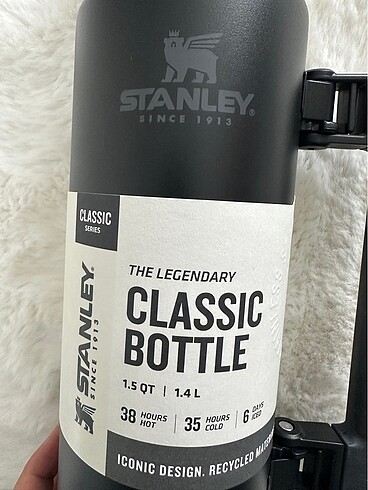 STANLEY®
SINCE 1913
CLASSIC
SERIES
STANLEY
SINCE 1913
THE LEGENDARY
CLASSIC
BOTTLE
1.5 QT | 1.4 L
38 HOURS HOT | 35 HOURS COLD | 6 DAYS ICED
ICONIC DESIGN. RECYCLED